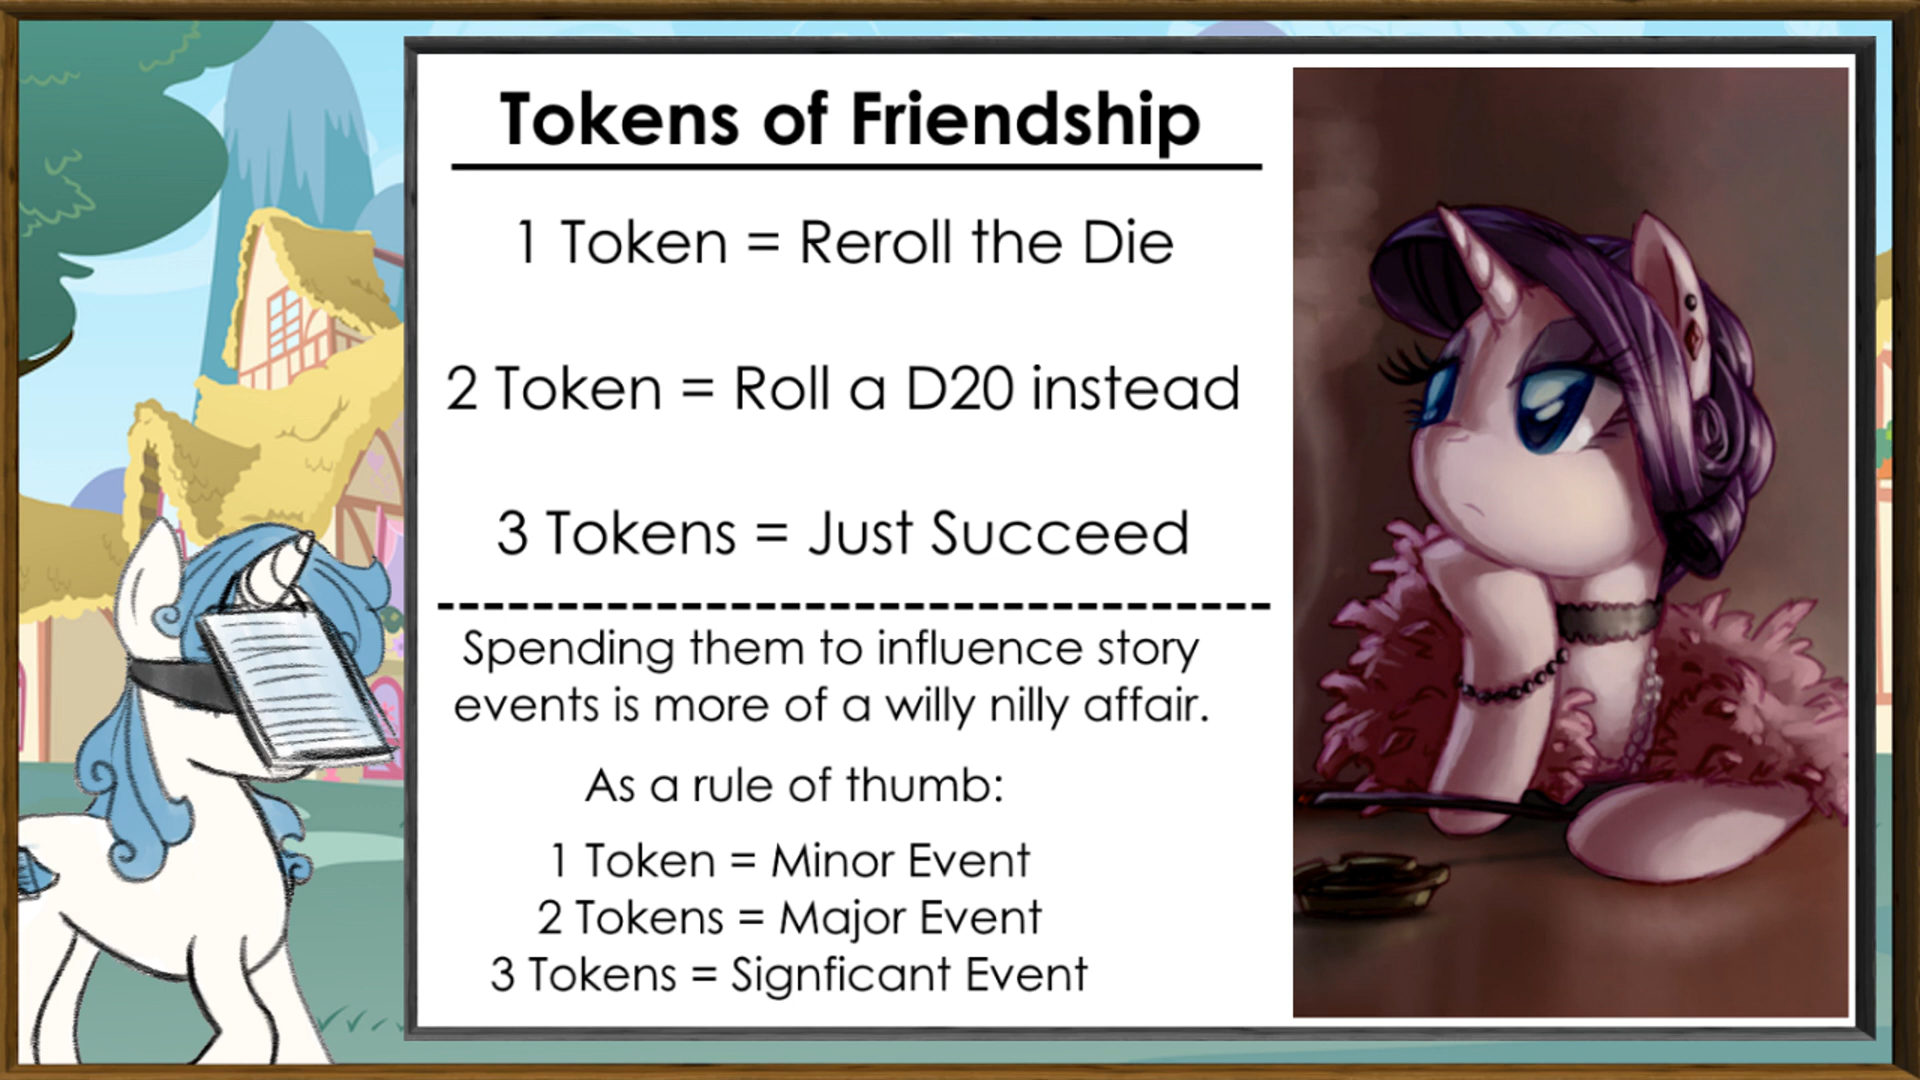 Tokens of Friendship
1 Token = Reroll the Die
2 Token = Roll a D20 instead
3 Tokens = Just Succeed
Spending them to influence story
events is more of a willy nilly affair.
As a rule of thumb:
1 Token = Minor Event
2 Tokens = Major Event
3 Tokens = Signficant Event